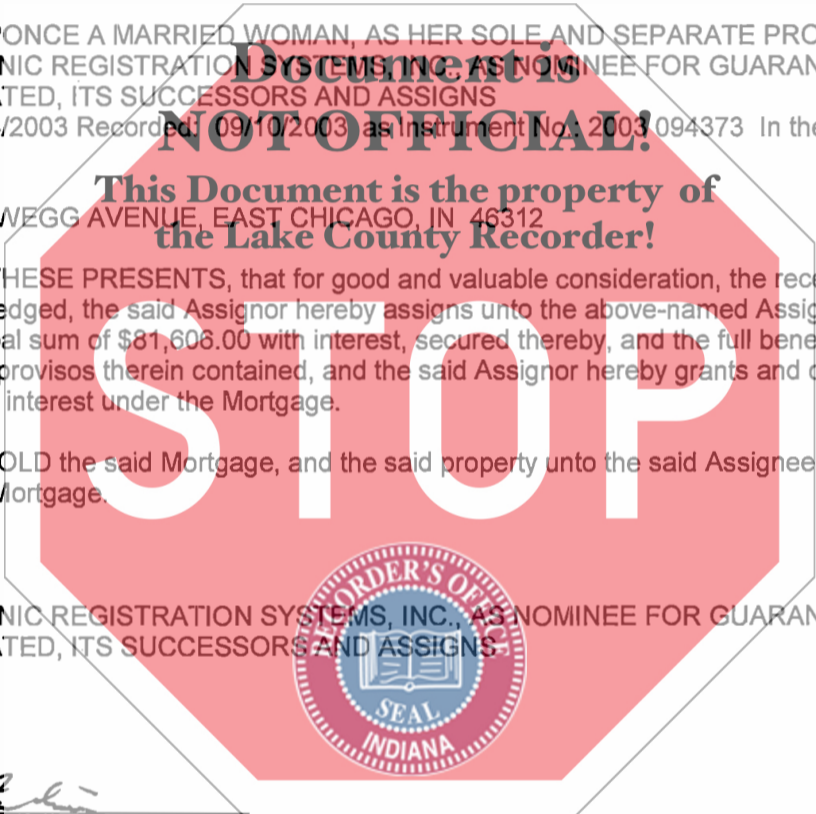 ONCE A MARRIED WOMAN, AS HER SOLE AND SEPARATE PRO
NIC REGISTRATION SYSTEMS, INC., AS NOMINEE FOR GUARAN
TED, ITS SUCCESSORS AND ASSIGNS
/2003 Recorded: 09/10/2003 as Instrument No.: 2003 094373 In the
Document is
NOT OFFICIAL!
This Document is the property of
the Lake County Recorder!
WEGG AVENUE, EAST CHICAGO, IN 46312
HESE PRESENTS, that for good and valuable consideration, the rece
edged, the said Assignor hereby assigns unto the above-named Assig
al sum of $81,606.00 with interest, secured thereby, and the full bene
provisos therein contained, and the said Assignor hereby grants and c
interest under the Mortgage.
STOP
OLD the said Mortgage, and the said property unto the said Assignee
Mortgage.
NIC REGISTRATION SYSTEMS, INC., AS NOMINEE FOR GUARAN
TED, ITS SUCCESSORS AND ASSIGNS
RECORDER'S OFFICE
SEAL
INDIANA